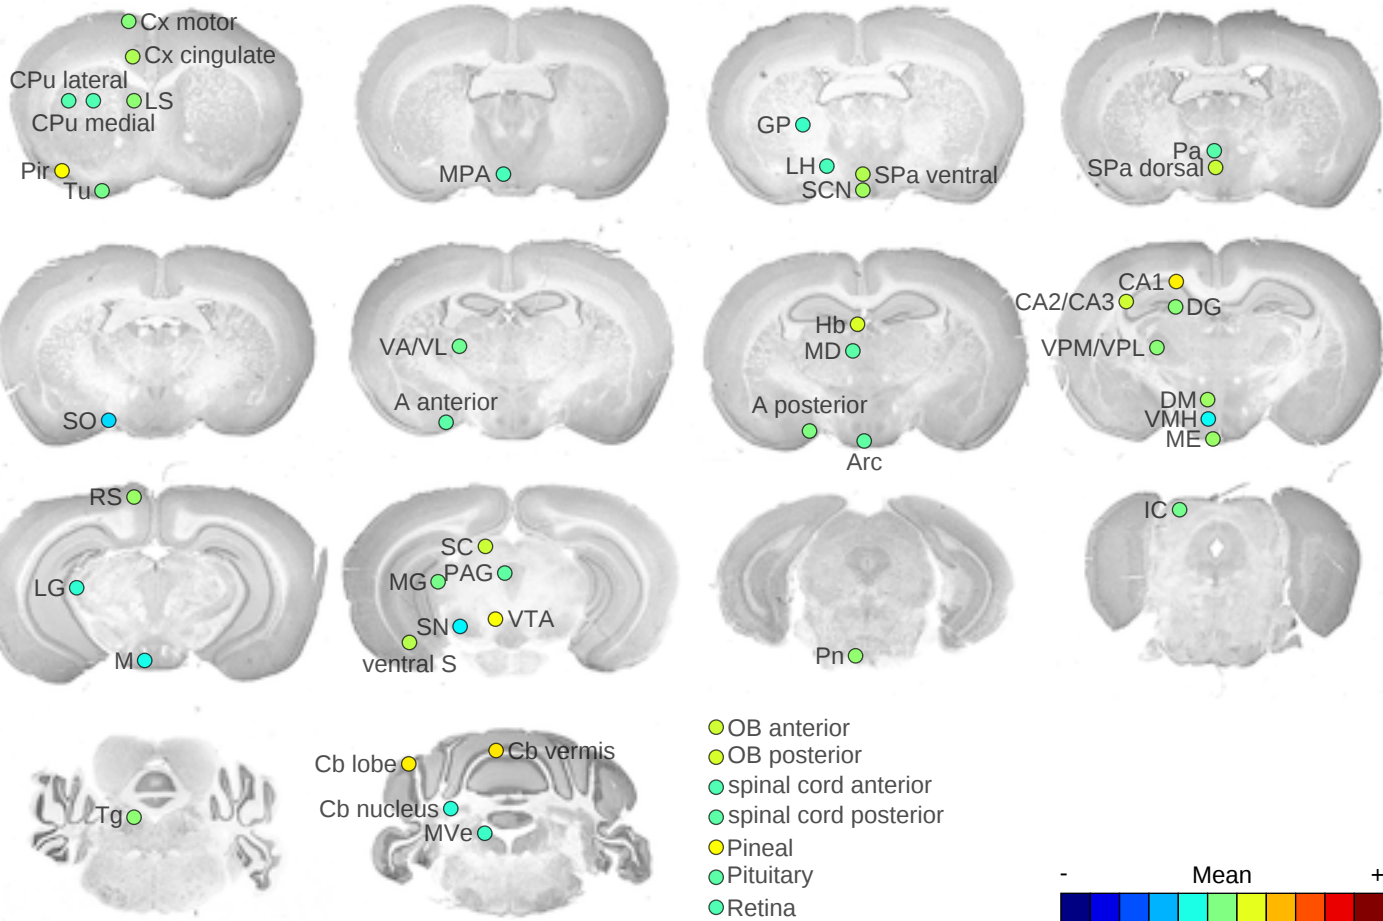 Cx motor
Cx cingulate
CPu lateral
LS
CPu medial
Pir
Tu
MPA
GP
LH
SPa ventral
SCN
Pa
SPa dorsal
SO
VA/VL
A anterior
Hb
MD
A posterior
Arc
CA1
CA2/CA3
DG
VPM/VPL
DM
VMH
ME
RS
LG
M
SC
MG
PAG
SN
VTA
ventral S
Pn
IC
Tg
Cb lobe
Cb vermis
Cb nucleus
MVe
OB anterior
OB posterior
spinal cord anterior
spinal cord posterior
Pineal
Pituitary
Retina
- Mean +